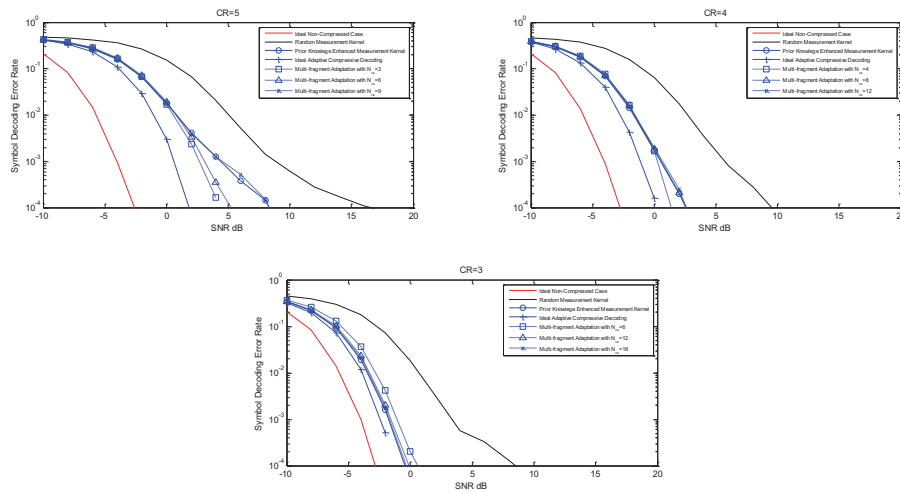 CR=5
10^0
10^-1
10^-2
10^-3
10^-4
Symbol Decoding Error Rate
-10 -5 0 5 10 15 20
SNR dB
Ideal Non-Compressed Case
Random Measurement Kernel
Prior Knowlege Enhanced Measurement Kernel
Ideal Adaptive Compressive Decoding
Multi-fragment Adaptation with N =3
Multi-fragment Adaptation with N =6
Multi-fragment Adaptation with N =9
CR=4
10^0
10^-1
10^-2
10^-3
10^-4
Symbol Decoding Error Rate
-10 -5 0 5 10 15 20
SNR dB
Ideal Non-Compressed Case
Random Measurement Kernel
Prior Knowlege Enhanced Measurement Kernel
Ideal Adaptive Compressive Decoding
Multi-fragment Adaptation with N =4
Multi-fragment Adaptation with N =8
Multi-fragment Adaptation with N =12
CR=3
10^0
10^-1
10^-2
10^-3
10^-4
Symbol Decoding Error Rate
-10 -5 0 5 10 15 20
SNR dB
Ideal Non-Compressed Case
Random Measurement Kernel
Prior Knowlege Enhanced Measurement Kernel
Ideal Adaptive Compressive Decoding
Multi-fragment Adaptation with N =6
Multi-fragment Adaptation with N =12
Multi-fragment Adaptation with N =18